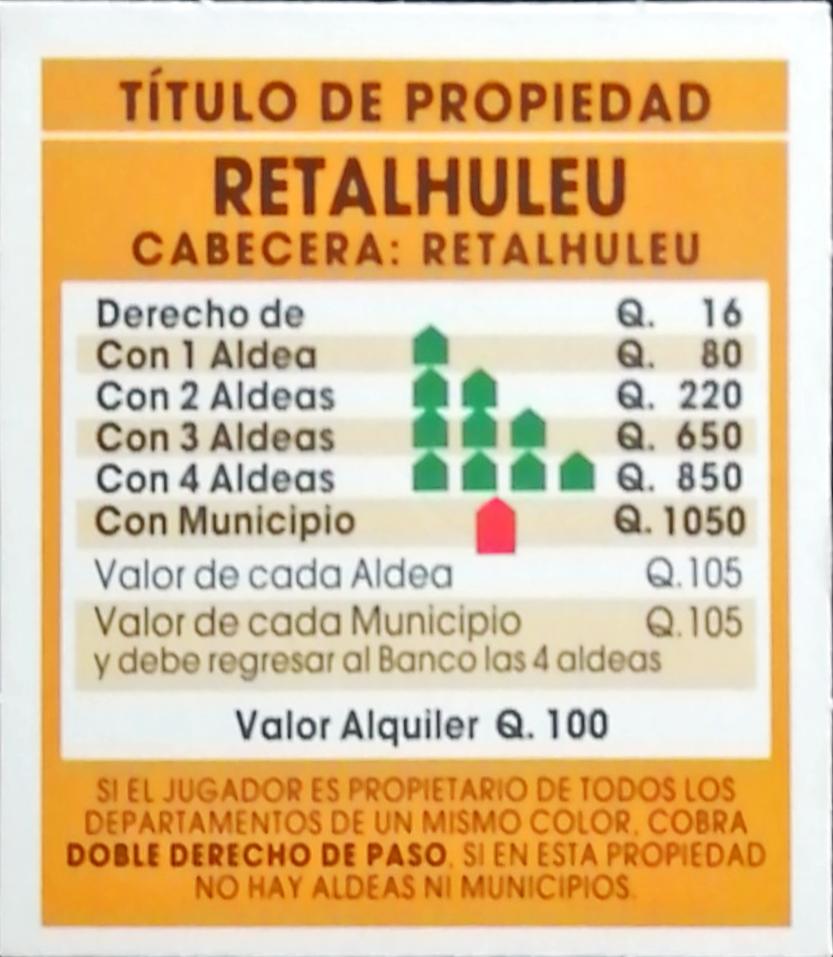 TÍTULO DE PROPIEDAD
RETALHULEU
CABECERA: RETALHULEU
Derecho de Q. 16
Con 1 Aldea Q. 80
Con 2 Aldeas Q. 220
Con 3 Aldeas Q. 650
Con 4 Aldeas Q. 850
Con Municipio Q. 1050
Valor de cada Aldea Q. 105
Valor de cada Municipio Q. 105
y debe regresar al Banco las 4 aldeas
Valor Alquiler Q. 100
SI EL JUGADOR ES PROPIETARIO DE TODOS LOS
DEPARTAMENTOS DE UN MISMO COLOR, COBRA
DOBLE DERECHO DE PASO, SI EN ESTA PROPIEDAD
NO HAY ALDEAS NI MUNICIPIOS.